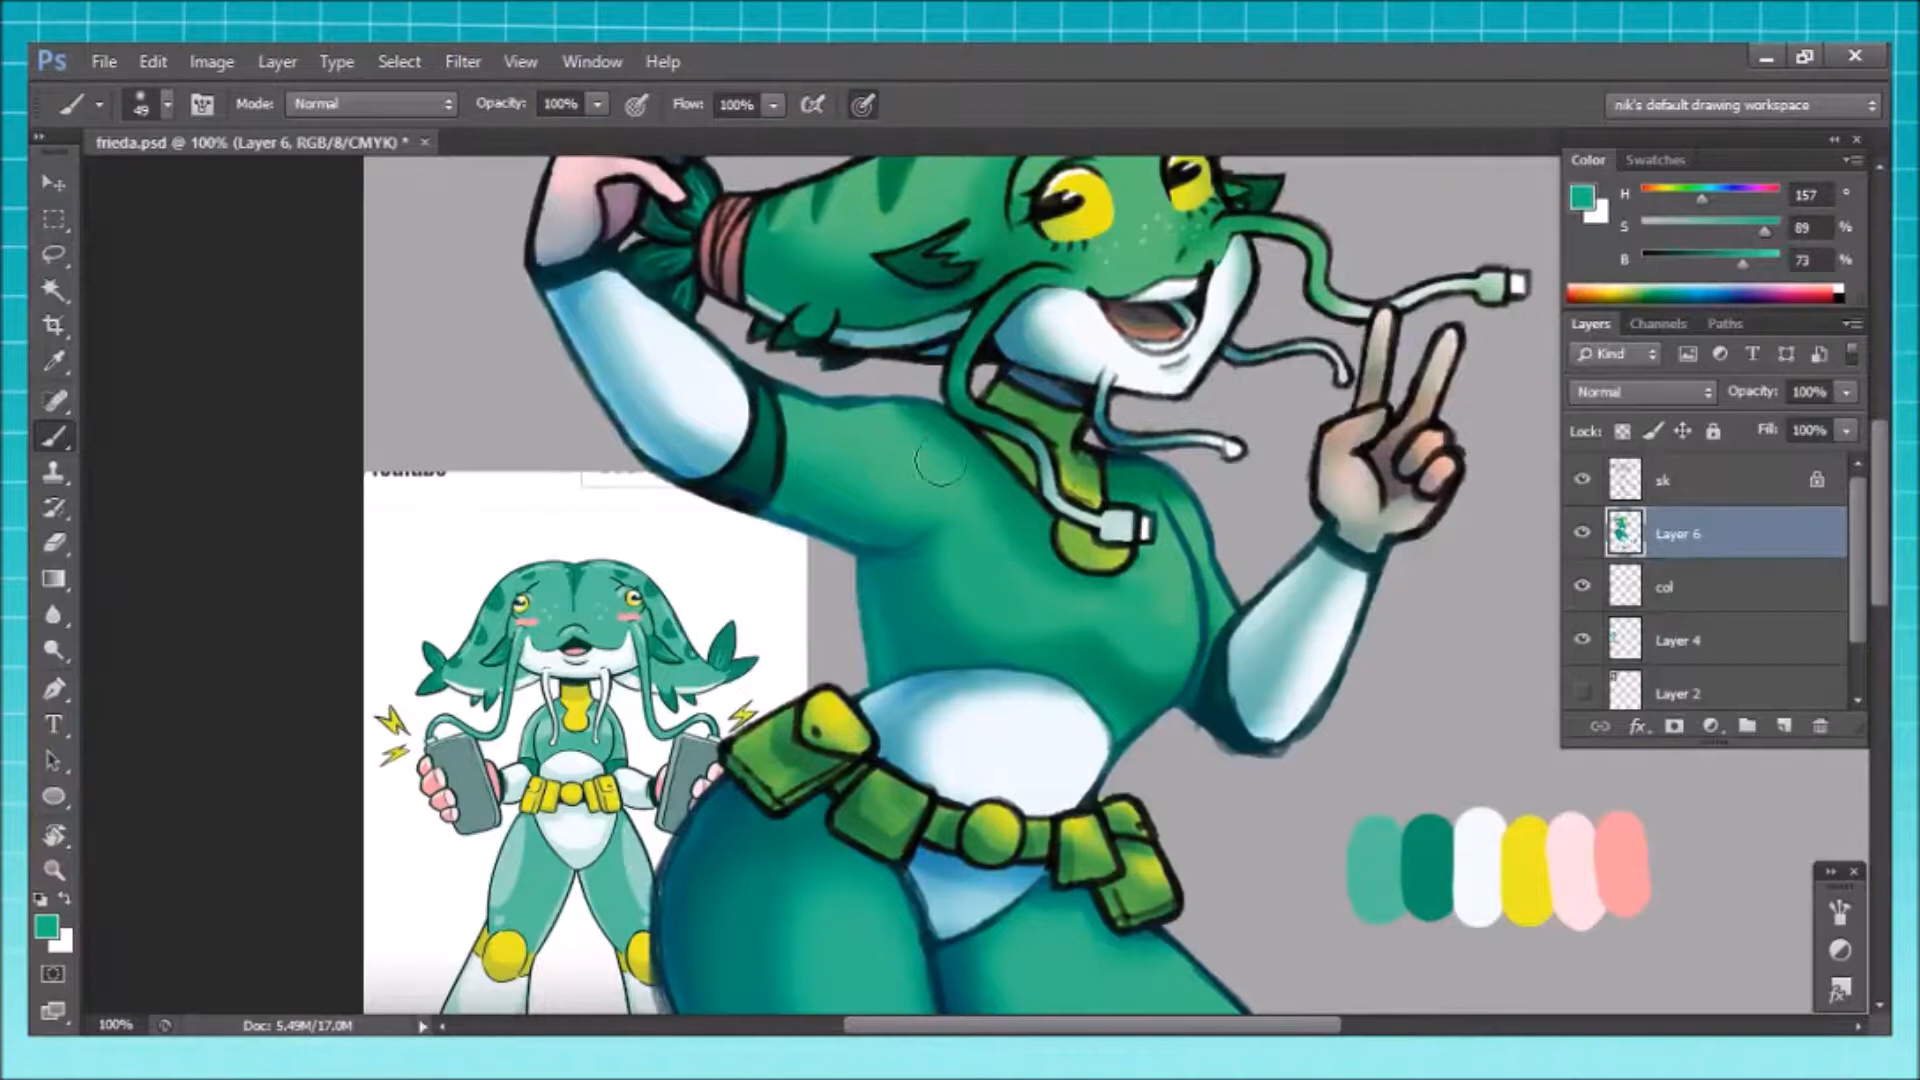 Ps File Edit Image Layer Type Select Filter View Window Help
49 Mode: Normal Opacity: 100% Flow: 100% nik's default drawing workspace
frieda.psd @ 100% (Layer 6, RGB/8/CMYK) *
Color Swatches
H 157 °
S 89 %
B 73 %
Layers Channels Paths
Kind
Normal Opacity: 100%
Lock: Fill: 100%
sk
Layer 6
col
Layer 4
Layer 2
fx
100% Doc: 5.49M/17.0M